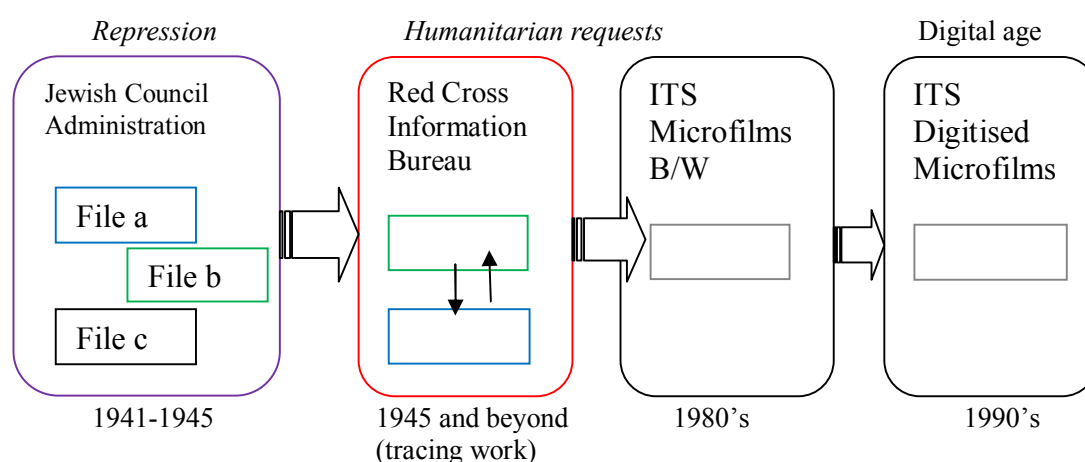 Repression
Humanitarian requests
Digital age
Jewish Council
Administration
File a
File b
File c
1941-1945
Red Cross
Information
Bureau
1945 and beyond
(tracing work)
ITS
Microfilms
B/W
1980’s
ITS
Digitised
Microfilms
1990’s